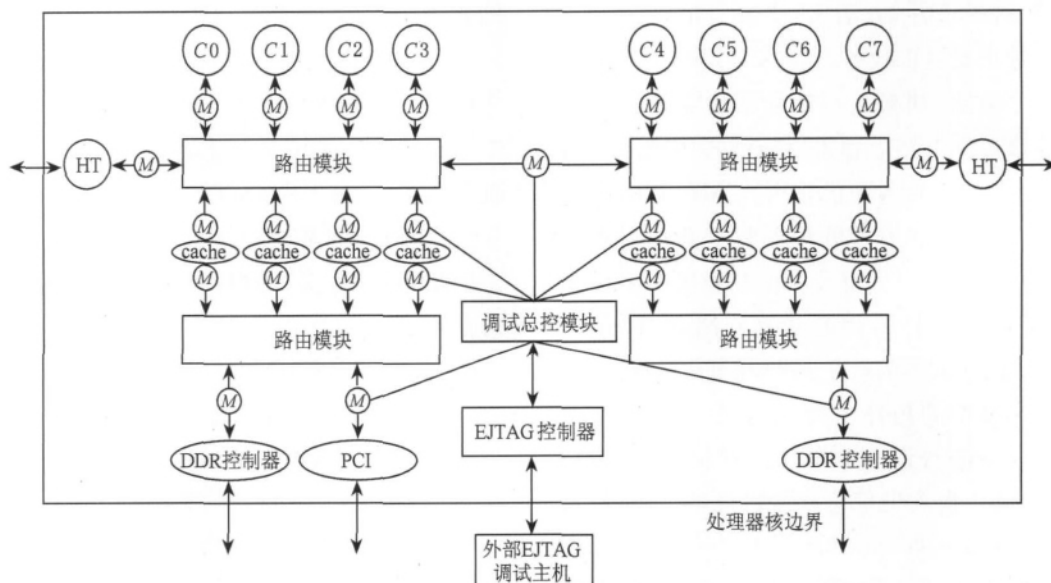 C0 C1 C2 C3 C4 C5 C6 C7
M M M M M M M M
HT M 路由模块 M 路由模块 M HT
M M M M M M M M
cache cache cache cache cache cache cache cache
M M M M M M M M
路由模块 调试总控模块 路由模块
M M M
EJTAG控制器
DDR控制器 PCI DDR控制器
处理器核边界
外部EJTAG
调试主机